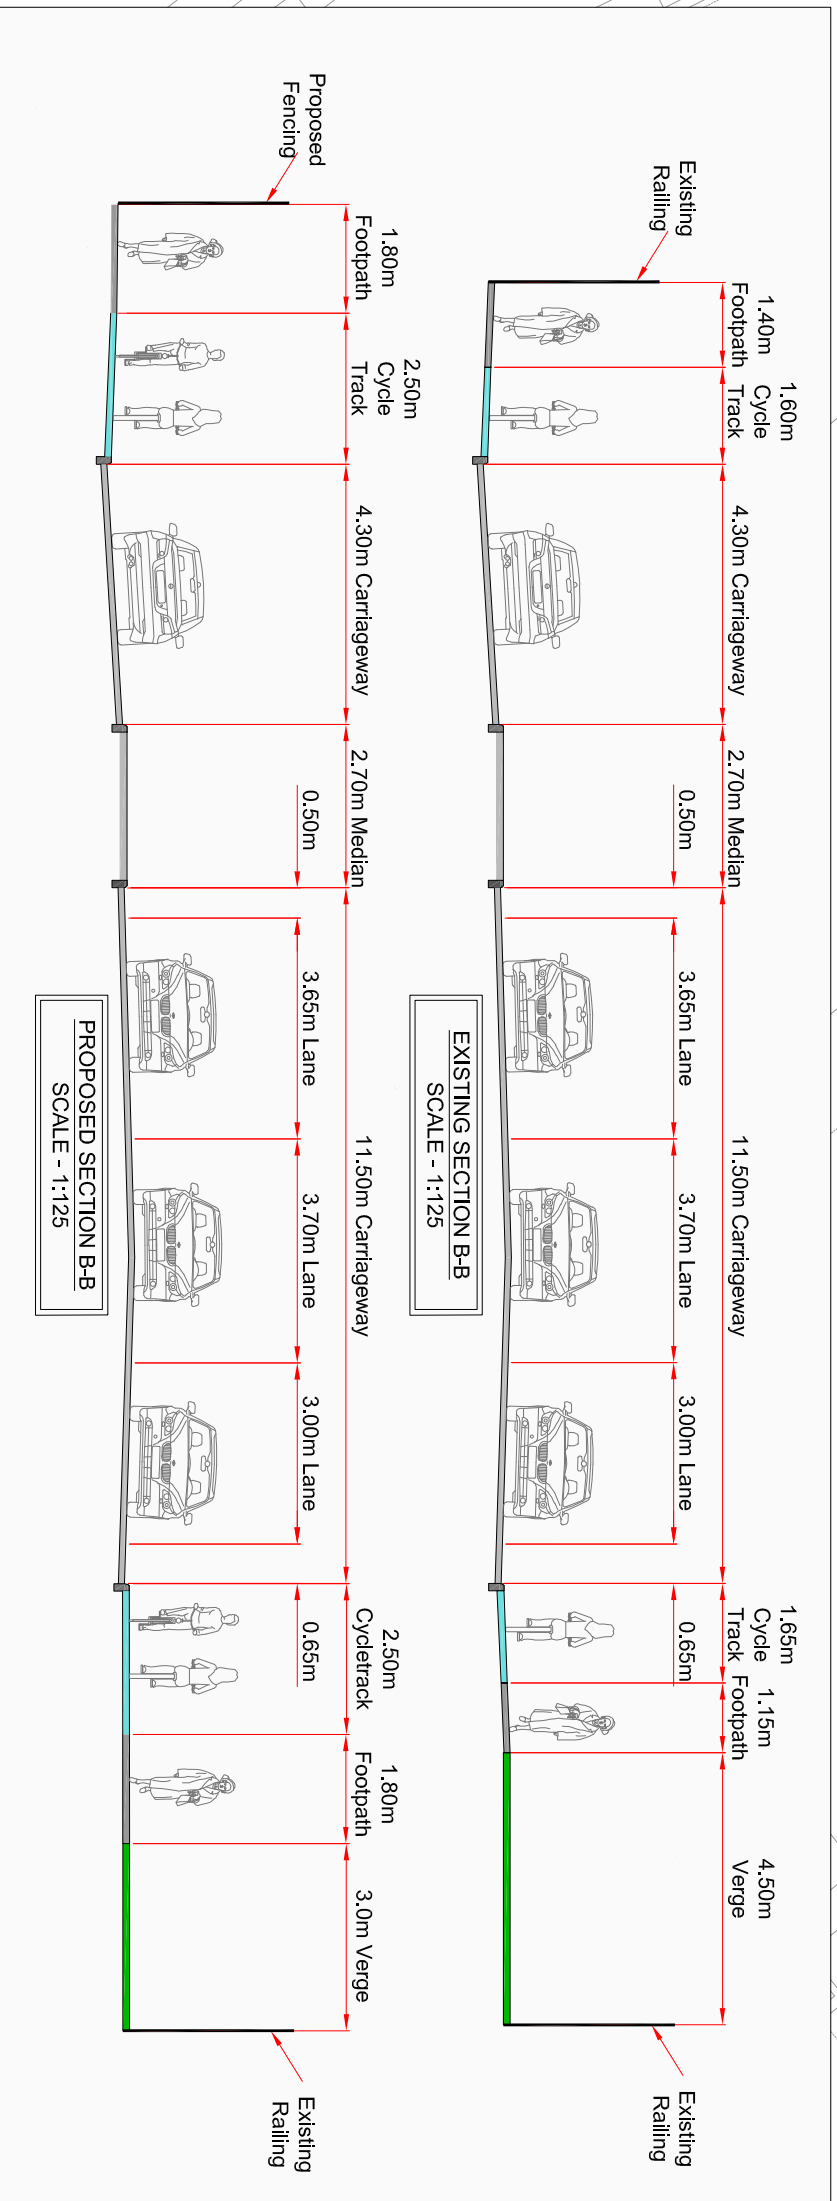 Existing
Railing
1.40m
Footpath
1.60m
Cycle
Track
4.30m Carriageway
2.70m Median
0.50m
11.50m Carriageway
3.65m Lane
3.70m Lane
3.00m Lane
0.65m
1.65m
Cycle
Track
1.15m
Footpath
4.50m
Verge
Existing
Railing
EXISTING SECTION B-B
SCALE - 1:125
Proposed
Fencing
1.80m
Footpath
2.50m
Cycle
Track
4.30m Carriageway
2.70m Median
0.50m
11.50m Carriageway
3.65m Lane
3.70m Lane
3.00m Lane
0.65m
2.50m
Cycletrack
1.80m
Footpath
3.0m Verge
Existing
Railing
PROPOSED SECTION B-B
SCALE - 1:125